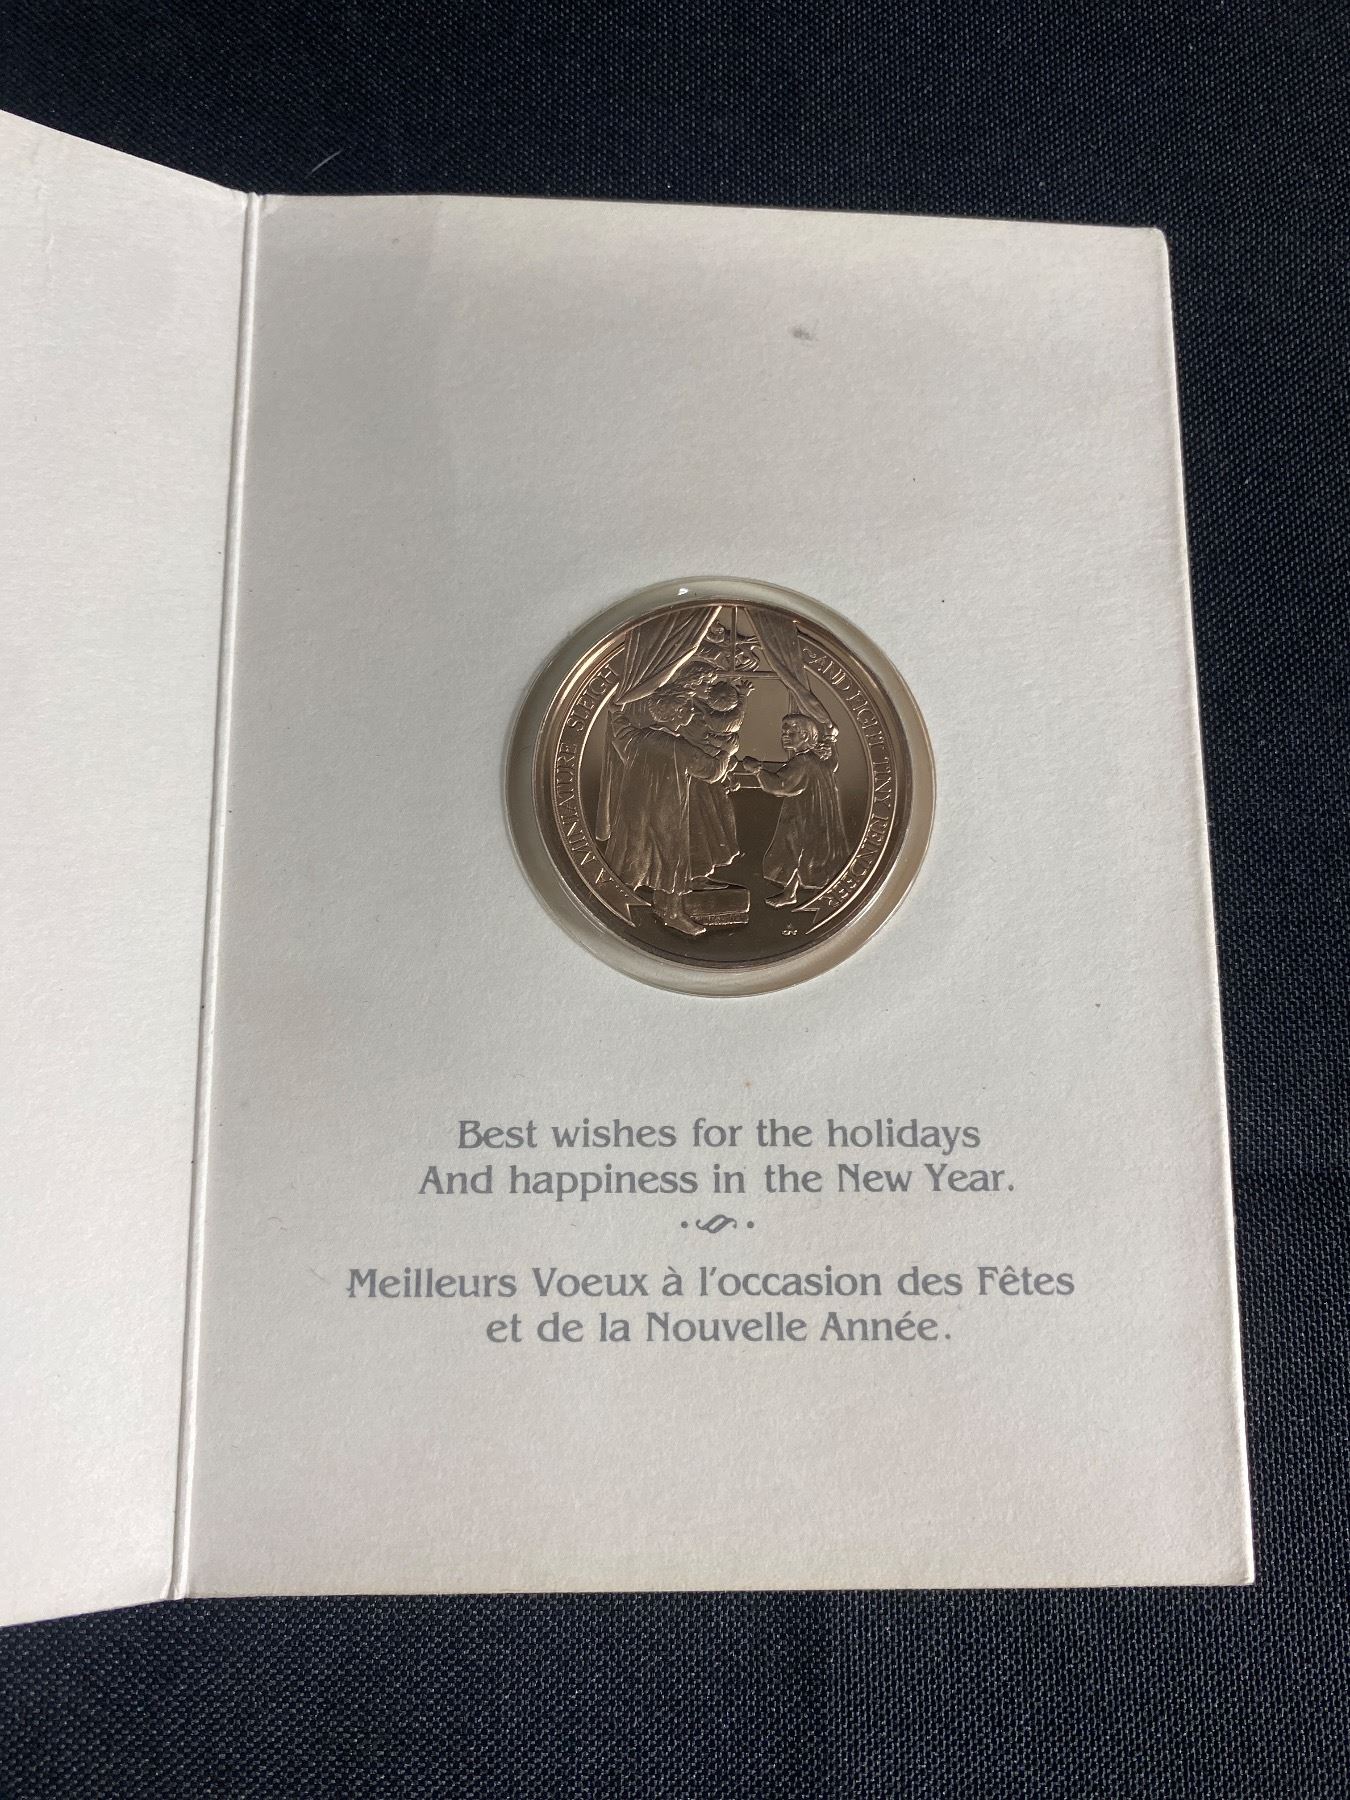 ... A MINIATURE SLEIGH
AND EIGHT TINY REINDEER
Best wishes for the holidays
And happiness in the New Year.
Meilleurs Voeux à l'occasion des Fêtes
et de la Nouvelle Année.